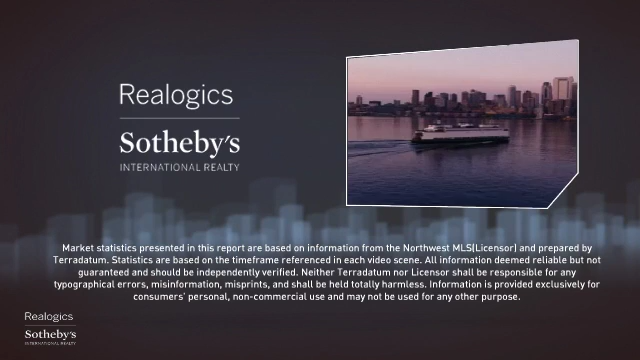 Realogics
Sotheby's
INTERNATIONAL REALTY
Market statistics presented in this report are based on information from the Northwest MLS(Licensor) and prepared by
Terradatum. Statistics are based on the timeframe referenced in each video scene. All information deemed reliable but not
guaranteed and should be independently verified. Neither Terradatum nor Licensor shall be responsible for any
typographical errors, misinformation, misprints, and shall be held totally harmless. Information is provided exclusively for
consumers' personal, non-commercial use and may not be used for any other purpose.
Realogics
Sotheby's
INTERNATIONAL REALTY